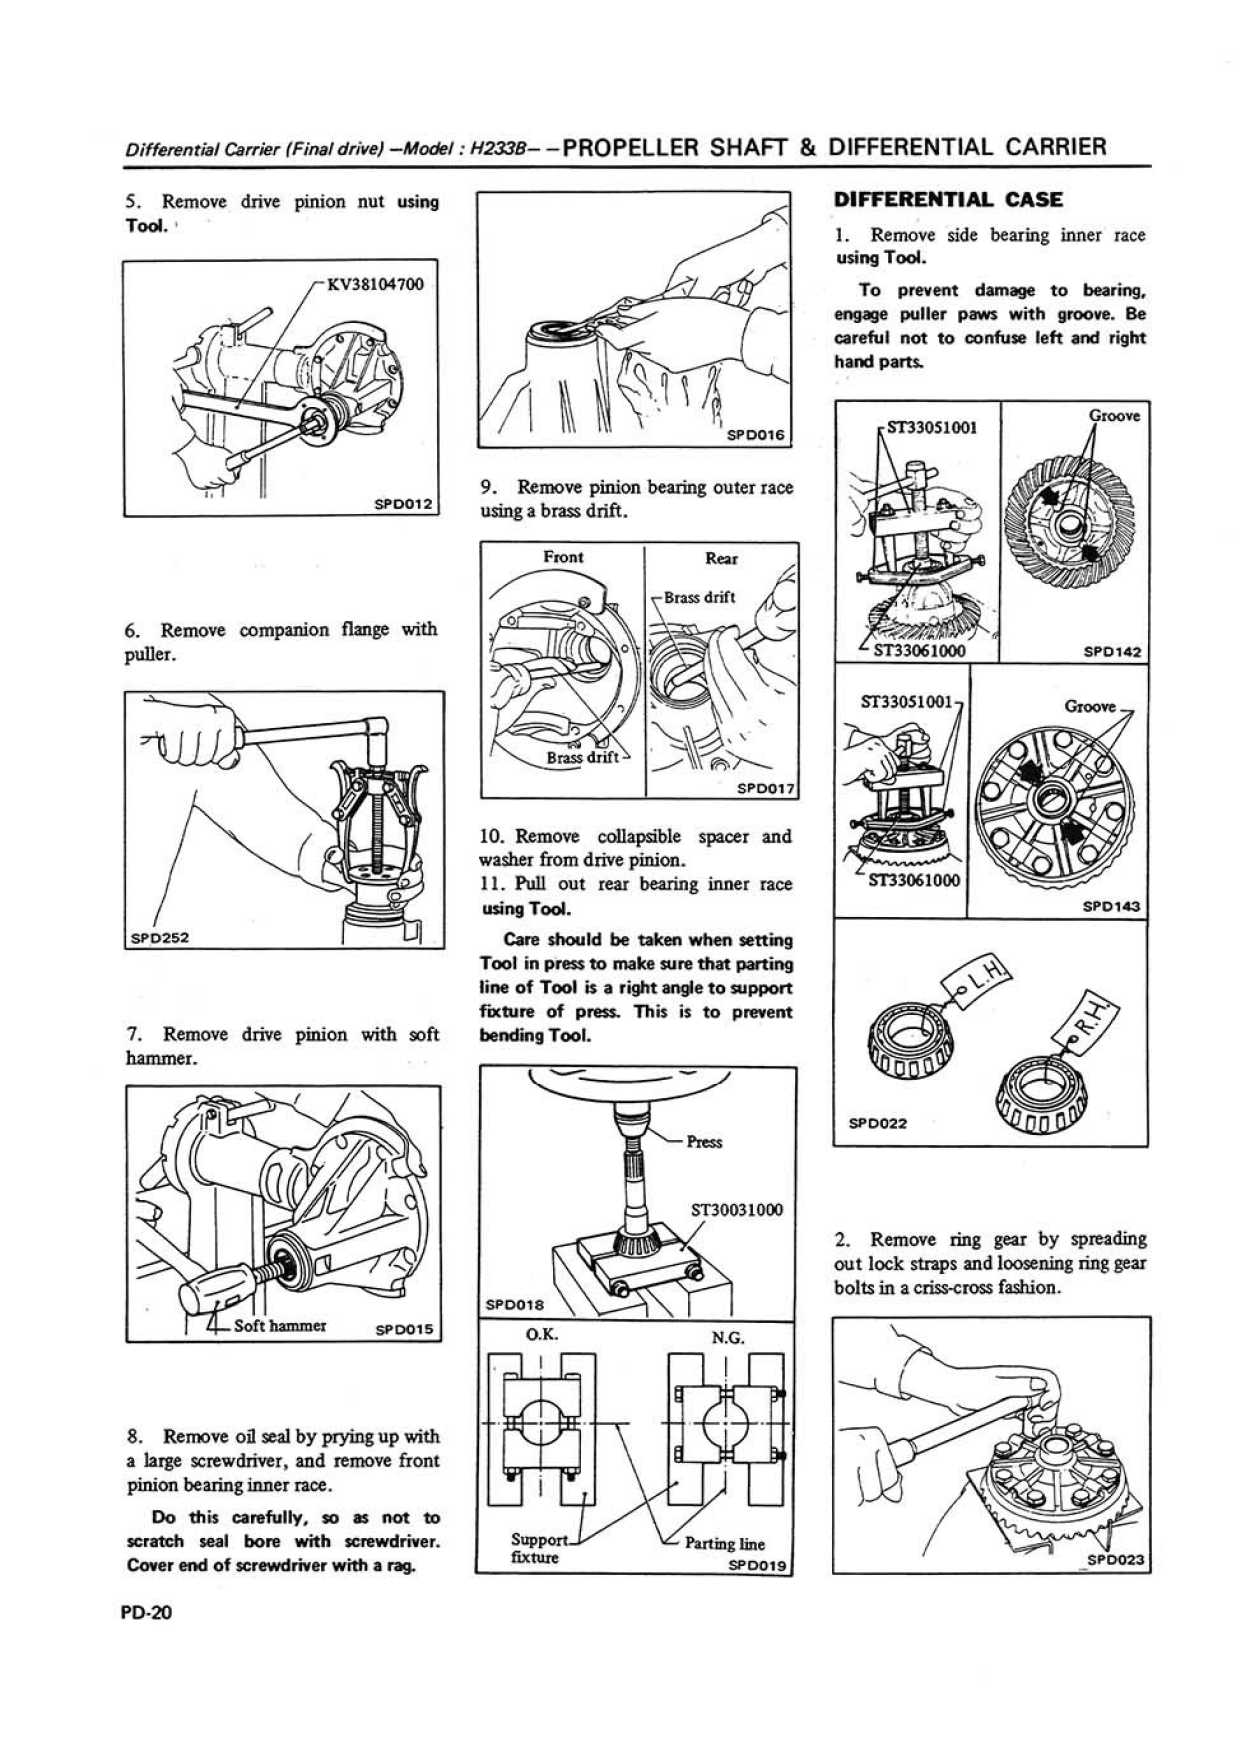 Differential Carrier (Final drive) —Model : H233B— —PROPELLER SHAFT & DIFFERENTIAL CARRIER
5. Remove drive pinion nut using
Tool.
KV38104700
SPD012
6. Remove companion flange with
puller.
SPD252
7. Remove drive pinion with soft
hammer.
Soft hammer
SPD015
8. Remove oil seal by prying up with
a large screwdriver, and remove front
pinion bearing inner race.
Do this carefully, so as not to
scratch seal bore with screwdriver.
Cover end of screwdriver with a rag.
SPD016
9. Remove pinion bearing outer race
using a brass drift.
Front
Rear
Brass drift
Brass drift
SPD017
10. Remove collapsible spacer and
washer from drive pinion.
11. Pull out rear bearing inner race
using Tool.
Care should be taken when setting
Tool in press to make sure that parting
line of Tool is a right angle to support
fixture of press. This is to prevent
bending Tool.
Press
ST30031000
SPD018
O.K.
N.G.
Support
fixture
Parting line
SPD019
DIFFERENTIAL CASE
1. Remove side bearing inner race
using Tool.
To prevent damage to bearing,
engage puller paws with groove. Be
careful not to confuse left and right
hand parts.
ST33051001
Groove
ST33061000
SPD142
ST33051001
Groove
ST33061000
SPD143
L.H.
R.H.
SPD022
2. Remove ring gear by spreading
out lock straps and loosening ring gear
bolts in a criss-cross fashion.
SPD023
PD-20